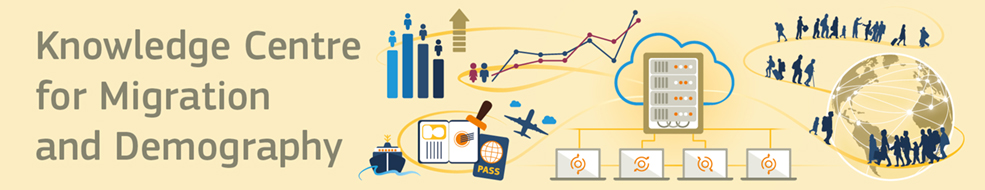 Knowledge Centre
for Migration
and Demography
PASS